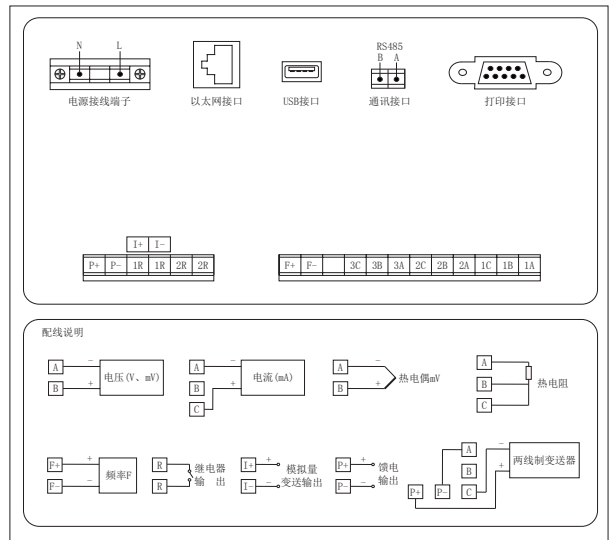 N L
RS485
B A
电源接线端子 以太网接口 USB接口 通讯接口 打印接口
I+ I-
P+ P- 1R 1R 2R 2R F+ F- 3C 3B 3A 2C 2B 2A 1C 1B 1A
配线说明
A - 电压(V、mV)
B +
A - 电流(mA)
B +
C
A - 热电偶mV
B +
A
B 热电阻
C
F+ + 频率F
F- -
R 继电器
R 输 出
I+ + 模拟量
I- - 变送输出
P+ + 馈电
P- - 输出
A - 两线制变送器
B +
P+ P- C